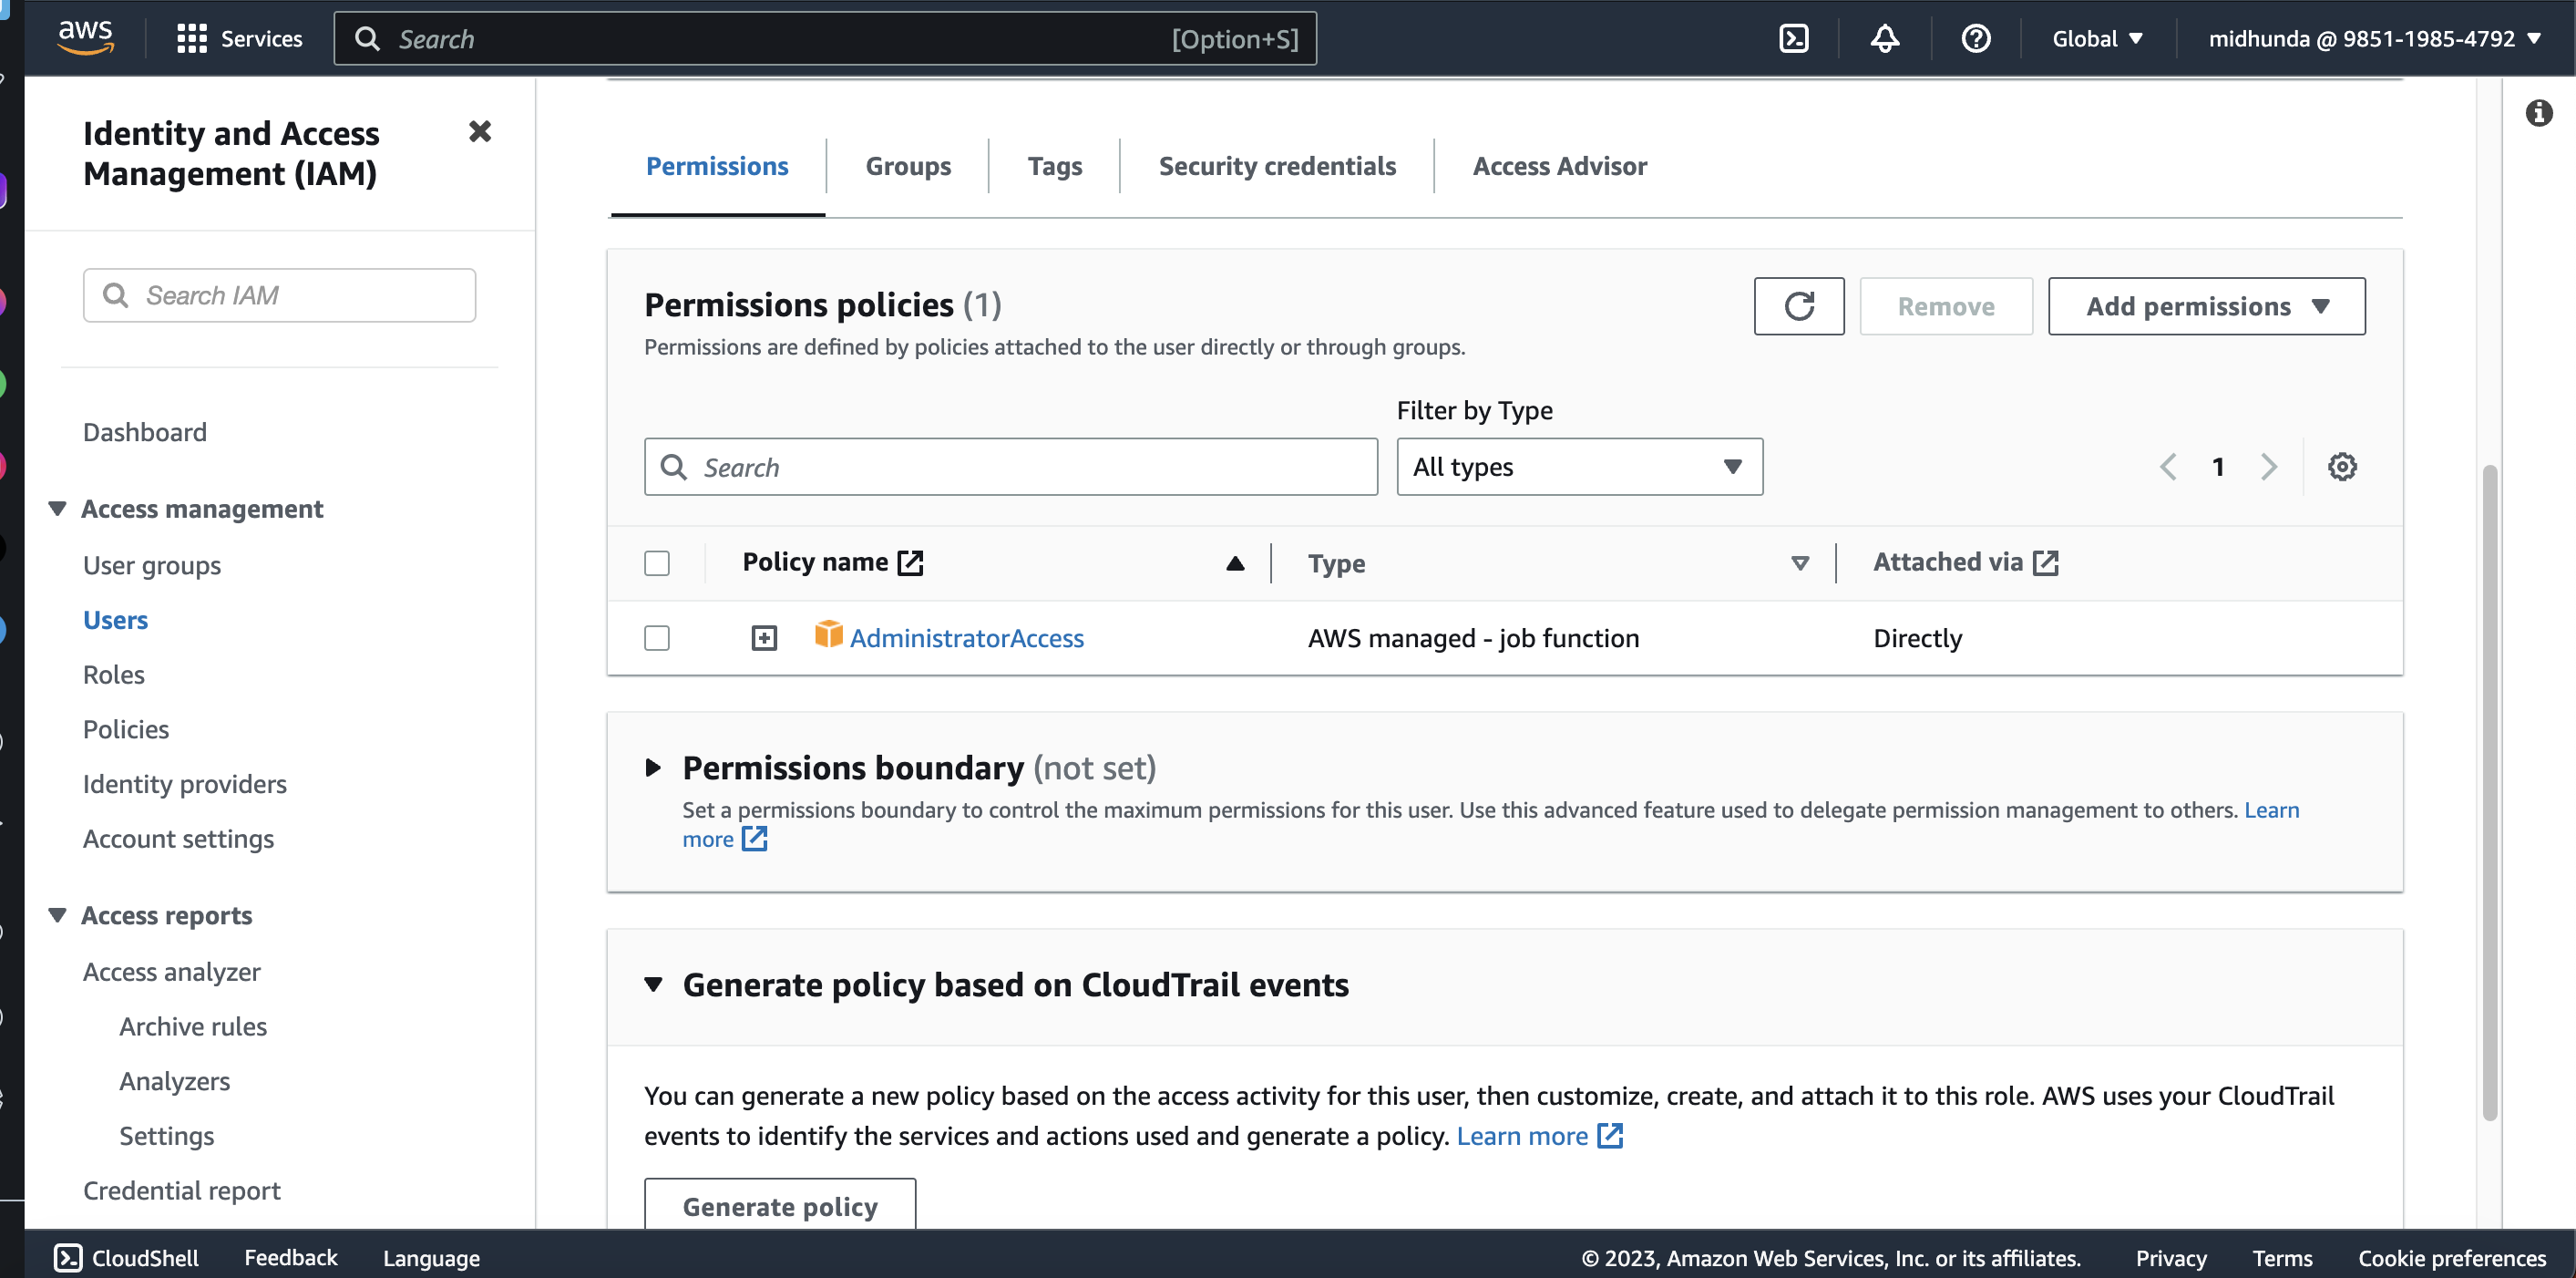 aws
Services
Search
[Option+S]
Global
midhunda @ 9851-1985-4792
Identity and Access
Management (IAM)
Search IAM
Dashboard
Access management
User groups
Users
Roles
Policies
Identity providers
Account settings
Access reports
Access analyzer
Archive rules
Analyzers
Settings
Credential report
Permissions
Groups
Tags
Security credentials
Access Advisor
Permissions policies (1)
Remove
Add permissions
Permissions are defined by policies attached to the user directly or through groups.
Filter by Type
Search
All types
1
Policy name
Type
Attached via
AdministratorAccess
AWS managed - job function
Directly
Permissions boundary (not set)
Set a permissions boundary to control the maximum permissions for this user. Use this advanced feature used to delegate permission management to others. Learn
more
Generate policy based on CloudTrail events
You can generate a new policy based on the access activity for this user, then customize, create, and attach it to this role. AWS uses your CloudTrail
events to identify the services and actions used and generate a policy. Learn more
Generate policy
CloudShell
Feedback
Language
© 2023, Amazon Web Services, Inc. or its affiliates.
Privacy
Terms
Cookie preferences